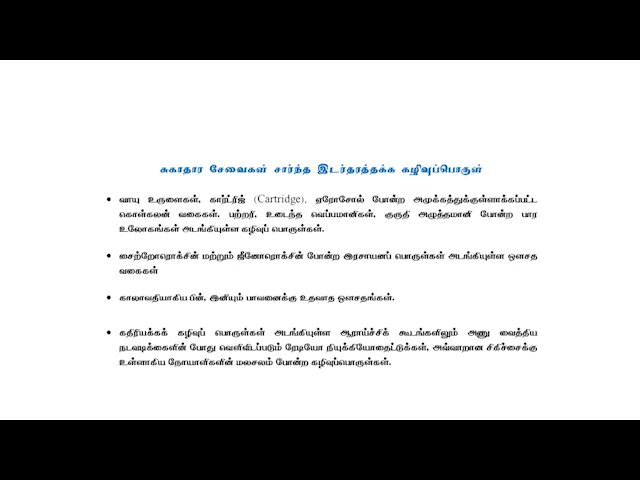 சுகாதார சேவைகள் சார்ந்த இடர்தரத்தக்க கழிவுப்பொருள்
• வாயு உருளைகள், கார்ட்ரிஜ் (Cartridge), ஏரோசோல் போன்ற அமுக்கத்துக்குள்ளாக்கப்பட்ட
கொள்கலன் வகைகள், பற்றரி, உடைந்த வெப்பமானிகள், குருதி அழுத்தமானி போன்ற பார
உலோகங்கள் அடங்கியுள்ள கழிவுப் பொருள்கள்.
• சைற்றோரொக்சின் மற்றும் ஜீனோரொக்சின் போன்ற இரசாயனப் பொருள்கள் அடங்கியுள்ள ஔசத
வகைகள்
• காலாவதியாகிய பின், இனியும் பாவனைக்கு உதவாத ஔசதங்கள்.
• கதிரியக்கக் கழிவுப் பொருள்கள் அடங்கியுள்ள ஆராய்ச்சிக் கூடங்களிலும் அணு வைத்திய
நடவடிக்கைகளின் போது வெளிவிடப்படும் ரேடியோ நியுக்கியோதைட்டுக்கள், அவ்வாறான சிகிச்சைக்கு
உள்ளாகிய நோயாளிகளின் மலசலம் போன்ற கழிவுப்பொருள்கள்.